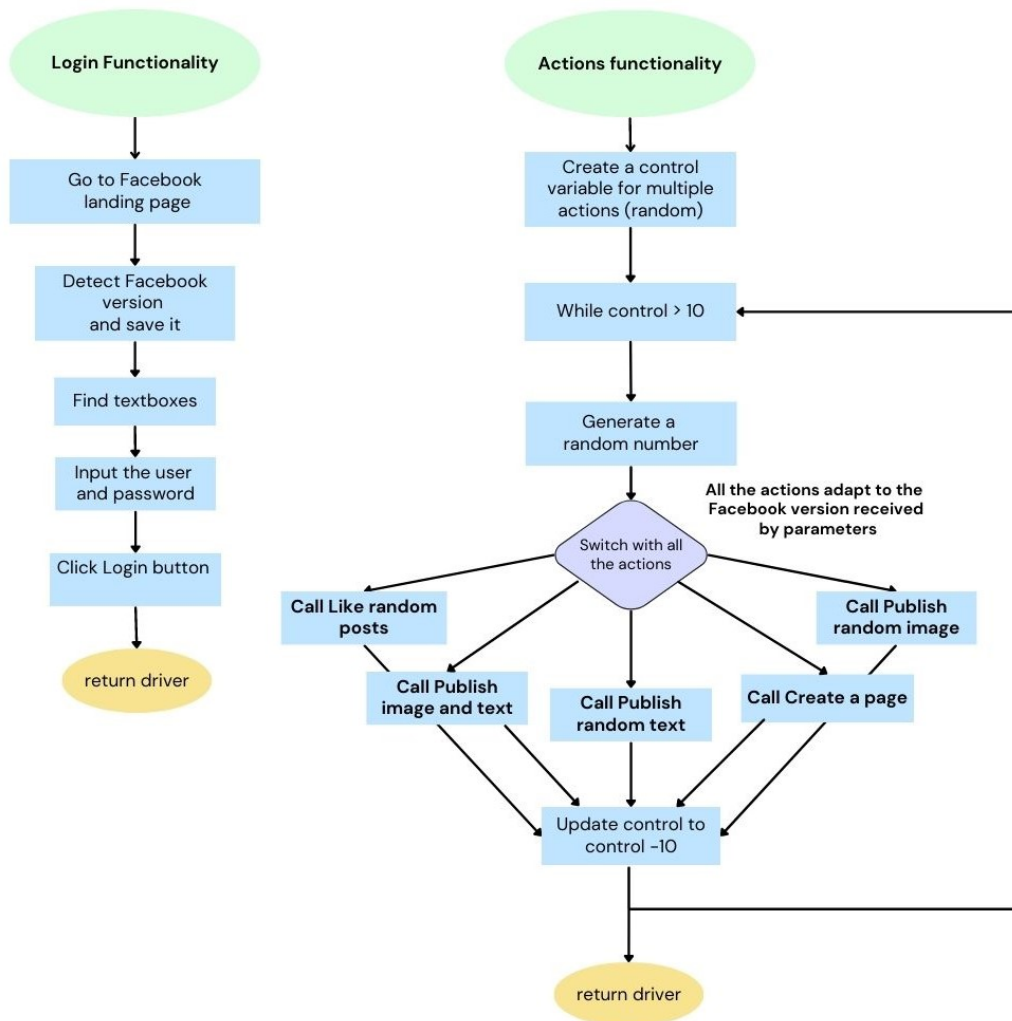 Login Functionality
Go to Facebook
landing page
Detect Facebook
version
and save it
Find textboxes
Input the user
and password
Click Login button
return driver
Actions functionality
Create a control
variable for multiple
actions (random)
While control > 10
Generate a
random number
All the actions adapt to the
Facebook version received
by parameters
Switch with all
the actions
Call Like random
posts
Call Publish
image and text
Call Publish
random text
Call Create a page
Call Publish
random image
Update control to
control -10
return driver